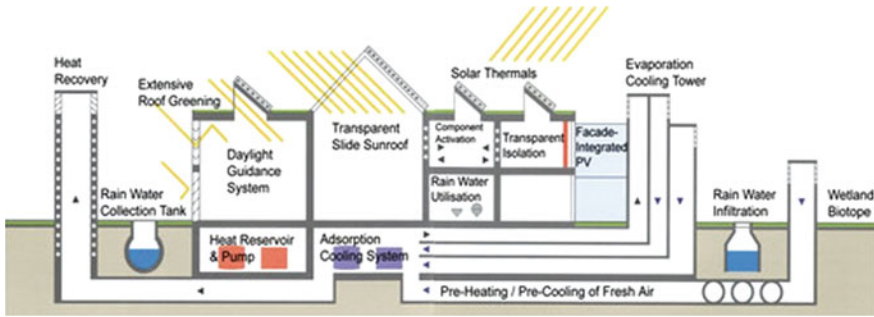 Heat
Recovery
Extensive
Roof Greening
Solar Thermals
Evaporation
Cooling Tower
Daylight
Guidance
System
Transparent
Slide Sunroof
Component
Activation
Transparent
Isolation
Facade-
Integrated
PV
Rain Water
Collection Tank
Rain Water
Utilisation
Rain Water
Infiltration
Wetland
Biotope
Heat Reservoir
& Pump
Adsorption
Cooling System
Pre-Heating / Pre-Cooling of Fresh Air